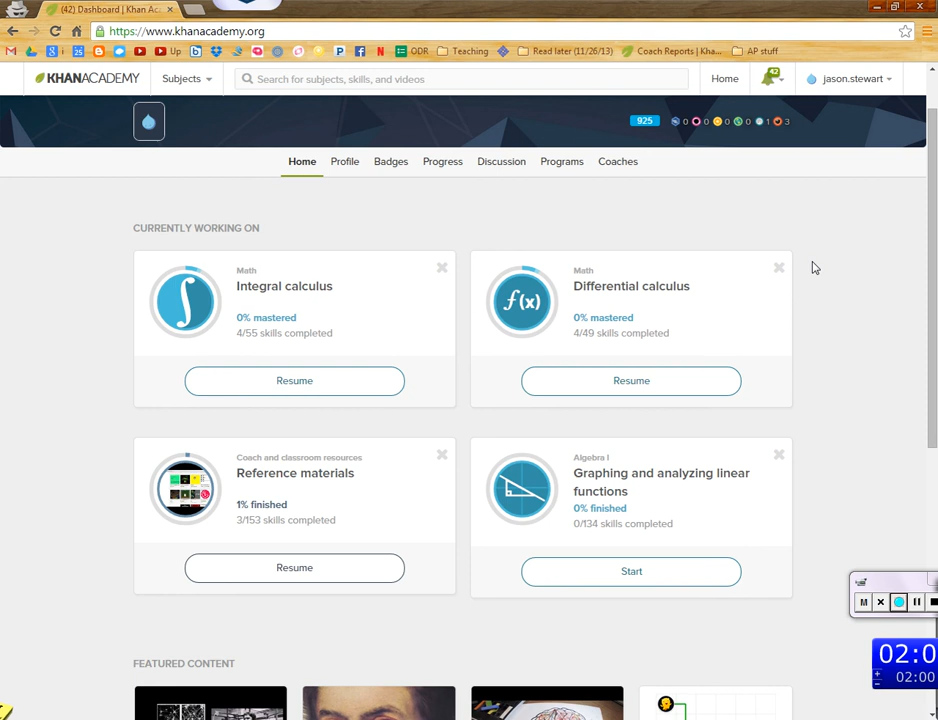 (42) Dashboard | Khan Ac
https://www.khanacademy.org
i 25 Up ODR Teaching Read later (11/26/13) Coach Reports | Kha... AP stuff
KHANACADEMY Subjects Search for subjects, skills, and videos Home 42 jason.stewart
925 0 0 0 0 1 3
Home Profile Badges Progress Discussion Programs Coaches
CURRENTLY WORKING ON
Math
Integral calculus
0% mastered
4/55 skills completed
Resume
Math
f(x)
Differential calculus
0% mastered
4/49 skills completed
Resume
Coach and classroom resources
Reference materials
1% finished
3/153 skills completed
Resume
Algebra I
Graphing and analyzing linear
functions
0% finished
0/134 skills completed
Start
M
02:0
02:00
FEATURED CONTENT